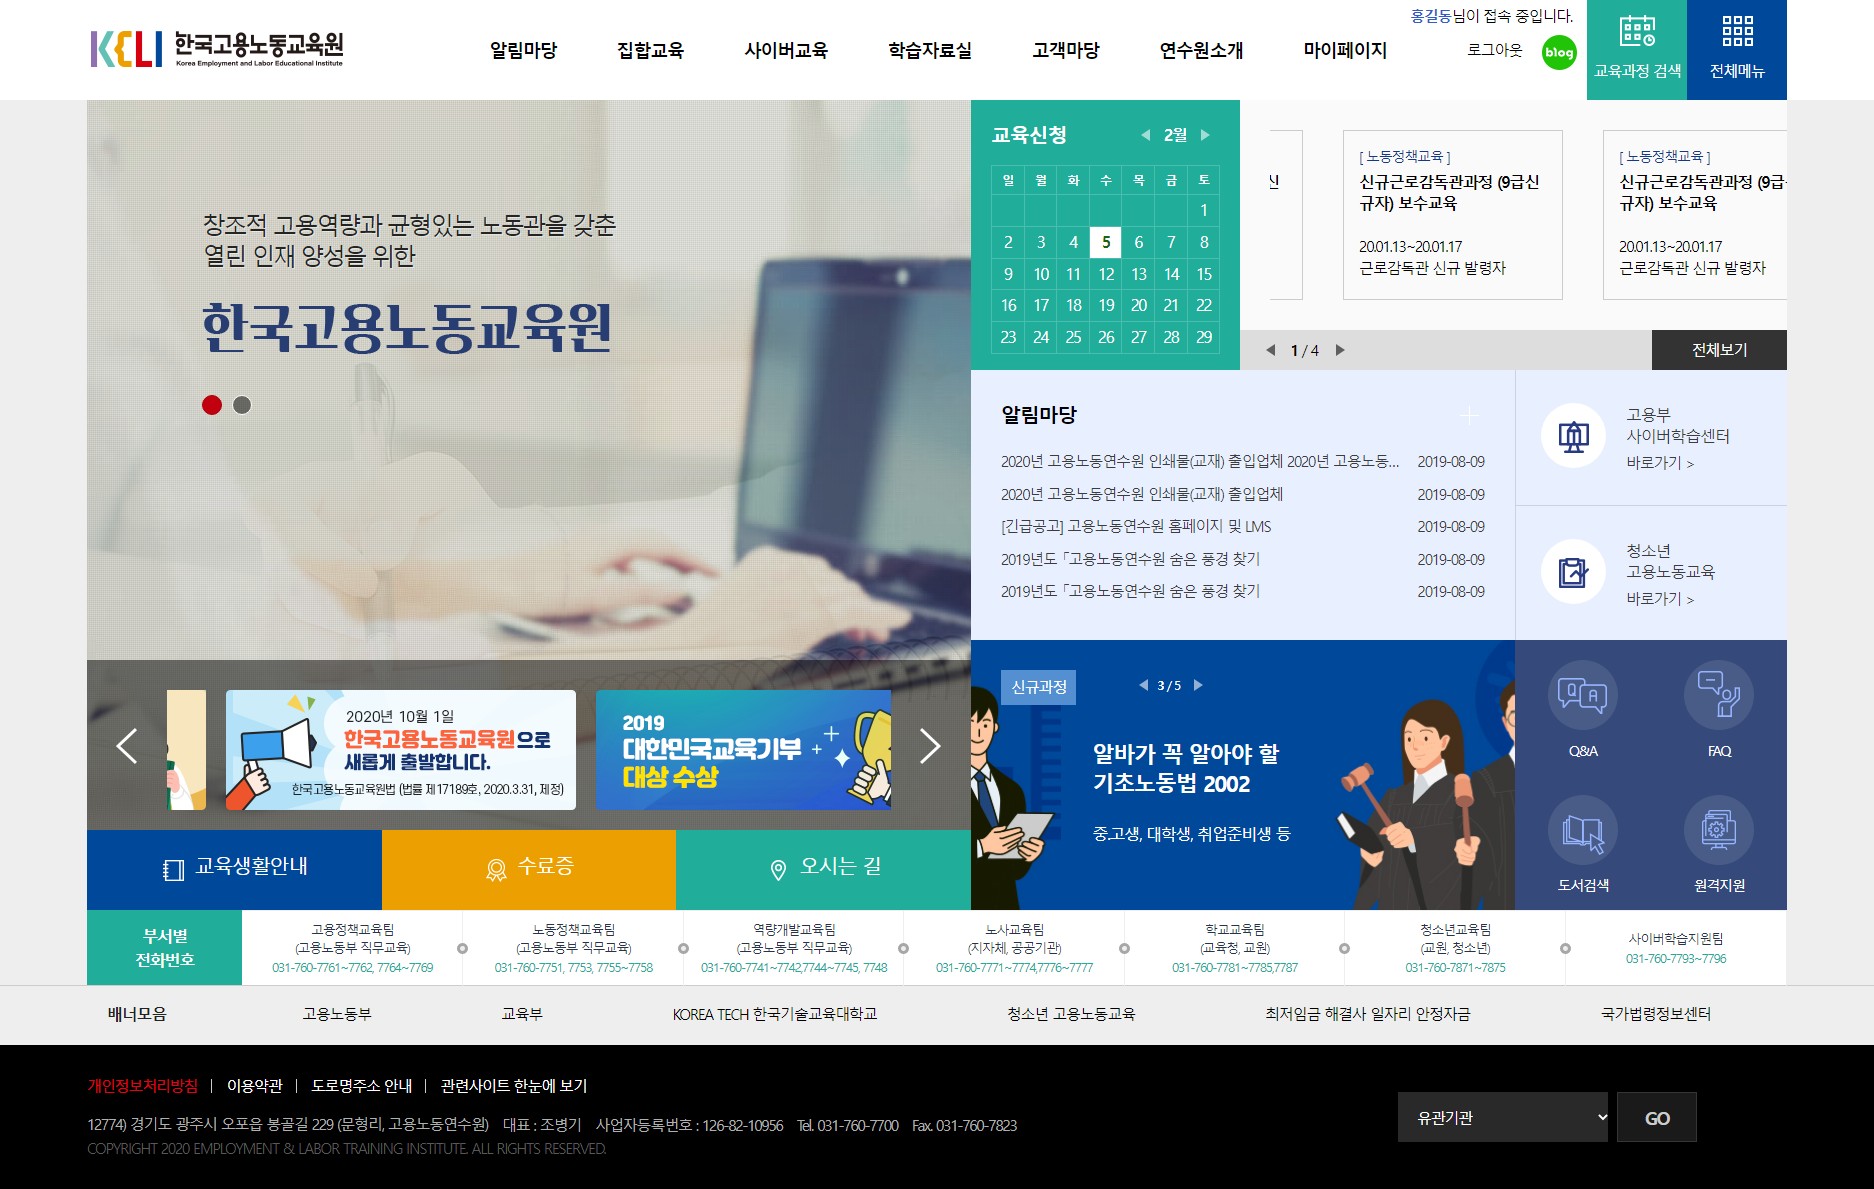 KELI 한국고용노동교육원
Korea Employment and Labor Educational Institute
알림마당 집합교육 사이버교육 학습자료실 고객마당 연수원소개 마이페이지
홍길동님이 접속 중입니다.
로그아웃 blog
교육과정 검색
전체메뉴
창조적 고용역량과 균형있는 노동관을 갖춘
열린 인재 양성을 위한
한국고용노동교육원
교육신청 2월
일 월 화 수 목 금 토
1
2 3 4 5 6 7 8
9 10 11 12 13 14 15
16 17 18 19 20 21 22
23 24 25 26 27 28 29
신
[ 노동정책교육 ]
신규근로감독관과정 (9급신
규자) 보수교육
20.01.13~20.01.17
근로감독관 신규 발령자
[ 노동정책교육 ]
신규근로감독관과정 (9급
규자) 보수교육
20.01.13~20.01.17
근로감독관 신규 발령자
1 / 4
전체보기
알림마당
2020년 고용노동연수원 인쇄물(교재) 출입업체 2020년 고용노동... 2019-08-09
2020년 고용노동연수원 인쇄물(교재) 출입업체 2019-08-09
[긴급공고] 고용노동연수원 홈페이지 및 LMS 2019-08-09
2019년도 「고용노동연수원 숨은 풍경 찾기 2019-08-09
2019년도 「고용노동연수원 숨은 풍경 찾기 2019-08-09
고용부
사이버학습센터
바로가기 >
청소년
고용노동교육
바로가기 >
2020년 10월 1일
한국고용노동교육원으로
새롭게 출발합니다.
한국고용노동교육원법 (법률 제17189호, 2020.3.31, 제정)
2019
대한민국교육기부
대상 수상
신규과정 3 / 5
알바가 꼭 알아야 할
기초노동법 2002
중.고생, 대학생, 취업준비생 등
Q A
Q&A
FAQ
도서검색
원격지원
교육생활안내
수료증
오시는 길
부서별
전화번호
고용정책교육팀
(고용노동부 직무교육)
031-760-7761~7762, 7764~7769
노동정책교육팀
(고용노동부 직무교육)
031-760-7751, 7753, 7755~7758
역량개발교육팀
(고용노동부 직무교육)
031-760-7741~7742,7744~7745, 7748
노사교육팀
(지자체, 공공기관)
031-760-7771~7774,7776~7777
학교교육팀
(교육청, 교원)
031-760-7781~7785,7787
청소년교육팀
(교원, 청소년)
031-760-7871~7875
사이버학습지원팀
031-760-7793~7796
배너모음 고용노동부 교육부 KOREA TECH 한국기술교육대학교 청소년 고용노동교육 최저임금 해결사 일자리 안정자금 국가법령정보센터
개인정보처리방침 | 이용약관 | 도로명주소 안내 | 관련사이트 한눈에 보기
12774) 경기도 광주시 오포읍 봉골길 229 (문형리, 고용노동연수원) 대표 : 조병기 사업자등록번호 : 126-82-10956 Tel. 031-760-7700 Fax. 031-760-7823
COPYRIGHT 2020 EMPLOYMENT & LABOR TRAINING INSTITUTE. ALL RIGHTS RESERVED.
유관기관
GO